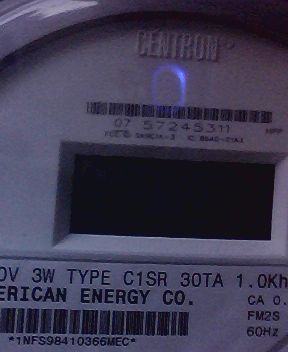 CENTRON
07 57245311
0V 3W TYPE C1SR 30TA 1.0Kh
ERICAN ENERGY CO.
CA 0.
FM2S
60Hz
*1NFS98410366MEC*